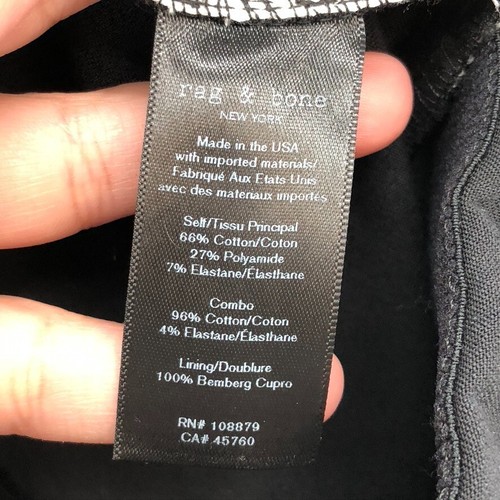 rag & bone
NEW YORK
Made in the USA
with imported materials/
Fabriqué Aux Etats-Unis
avec des materiaux importés
Self/Tissu Principal
66% Cotton/Coton
27% Polyamide
7% Elastane/Élasthane
Combo
96% Cotton/Coton
4% Elastane/Élasthane
Lining/Doublure
100% Bemberg Cupro
RN# 108879
CA# 45760